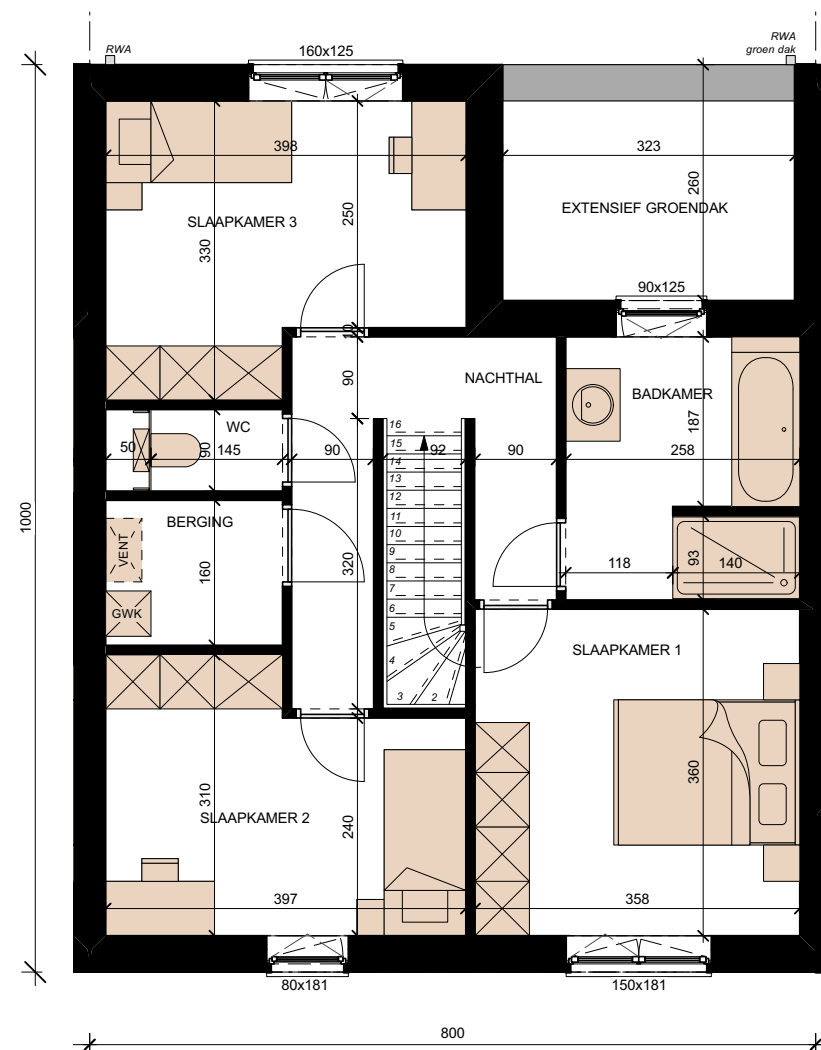 RWA
160x125
RWA
groen dak
398
323
260
SLAAPKAMER 3
250
EXTENSIEF GROENDAK
330
90x125
10
90
NACHTHAL
BADKAMER
187
16
WC
15
50
90
145
90
92
90
258
14
13
12
1000
BERGING
11
10
VENT
160
320
9
8
118
93
140
7
GWK
6
5
SLAAPKAMER 1
4
3
2
360
310
SLAAPKAMER 2
240
397
358
80x181
150x181
800